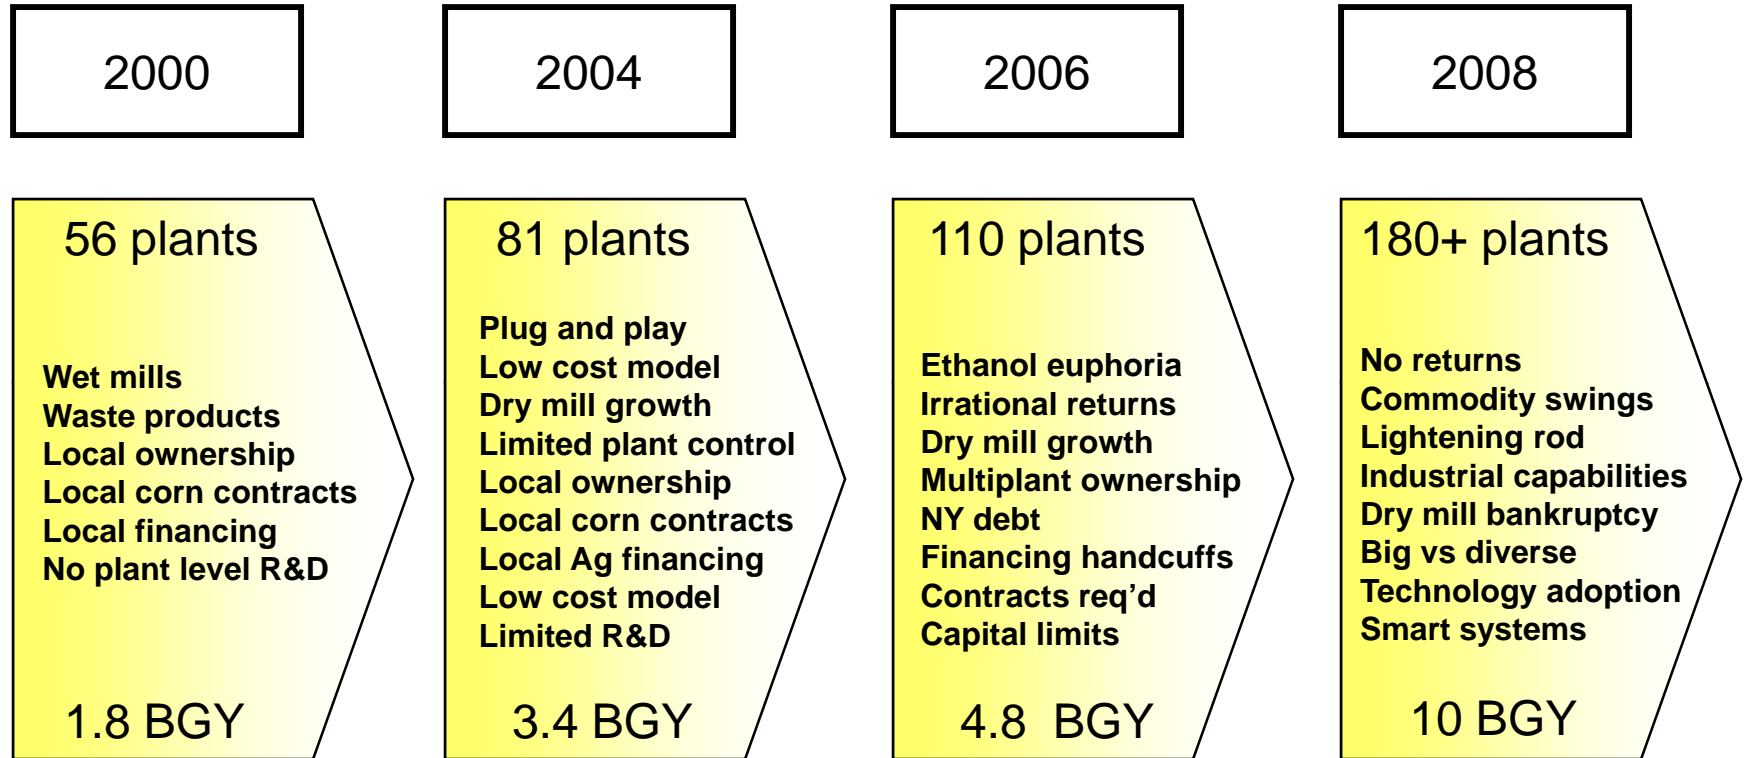 2000
56 plants
Wet mills
Waste products
Local ownership
Local corn contracts
Local financing
No plant level R&D
1.8 BGY
2004
81 plants
Plug and play
Low cost model
Dry mill growth
Limited plant control
Local ownership
Local corn contracts
Local Ag financing
Low cost model
Limited R&D
3.4 BGY
2006
110 plants
Ethanol euphoria
Irrational returns
Dry mill growth
Multiplant ownership
NY debt
Financing handcuffs
Contracts req’d
Capital limits
4.8 BGY
2008
180+ plants
No returns
Commodity swings
Lightening rod
Industrial capabilities
Dry mill bankruptcy
Big vs diverse
Technology adoption
Smart systems
10 BGY